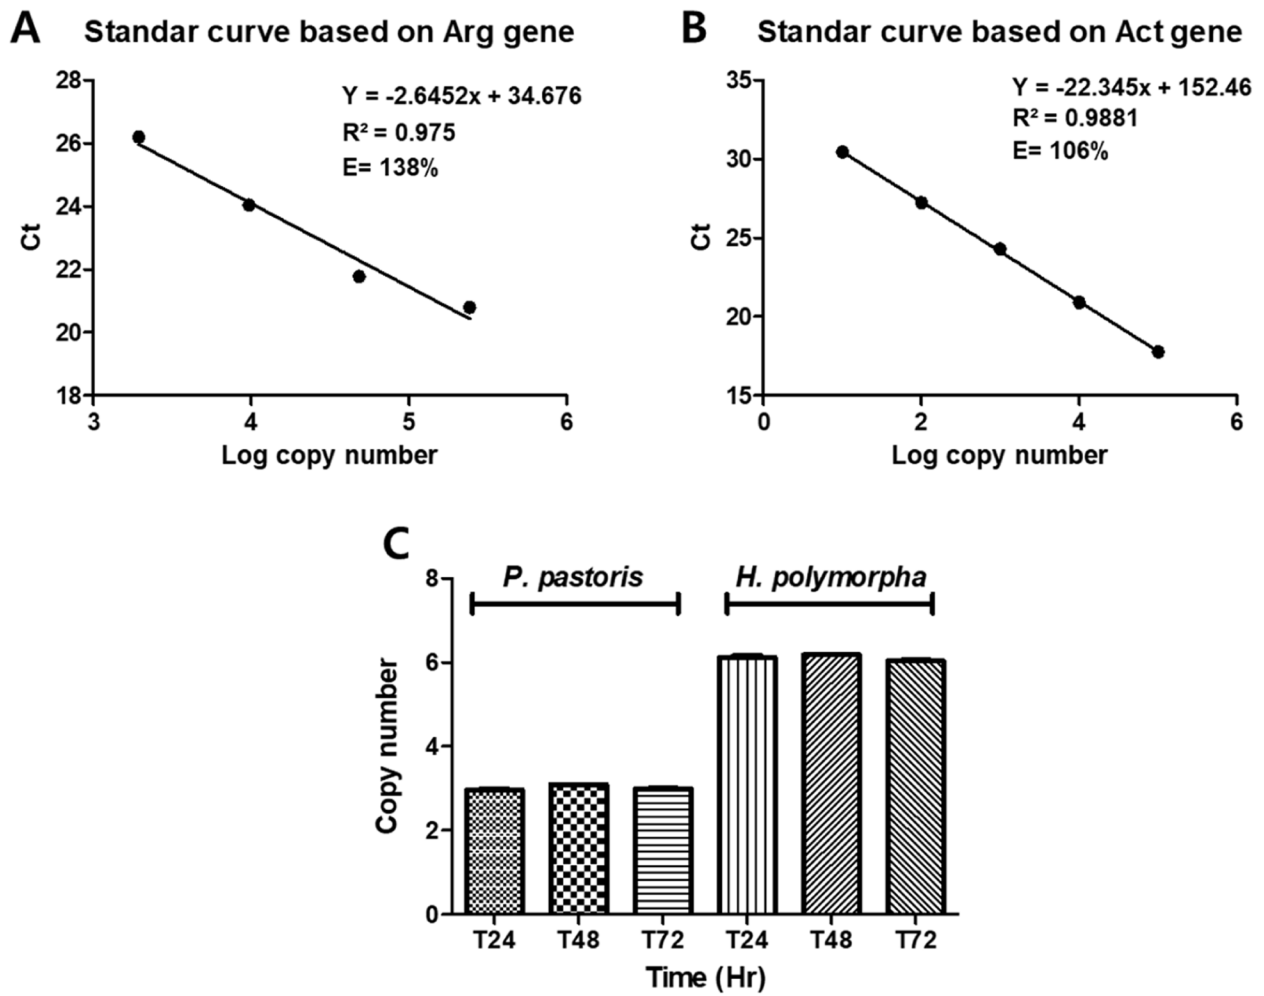 A
Standar curve based on Arg gene
28
26
24
22
20
18
Ct
Y = -2.6452x + 34.676
R² = 0.975
E= 138%
3 4 5 6
Log copy number
B
Standar curve based on Act gene
35
30
25
20
15
Ct
Y = -22.345x + 152.46
R² = 0.9881
E= 106%
0 2 4 6
Log copy number
C
P. pastoris H. polymorpha
8
6
4
2
0
Copy number
T24 T48 T72 T24 T48 T72
Time (Hr)